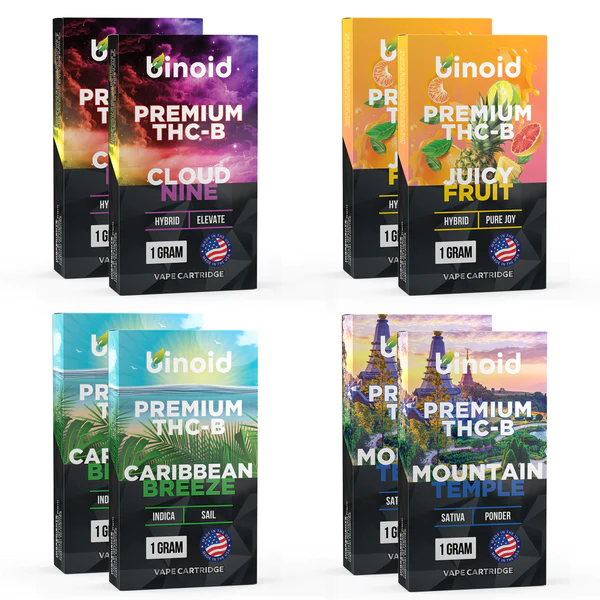 binoid
PREMIUM
THC-B
CLOUD
NINE
HYBRID ELEVATE
1 GRAM
VAPE CARTRIDGE
binoid
PREMIUM
THC-B
JUICY
FRUIT
HYBRID PURE JOY
1 GRAM
VAPE CARTRIDGE
binoid
PREMIUM
THC-B
CARIBBEAN
BREEZE
INDICA SAIL
1 GRAM
VAPE CARTRIDGE
binoid
PREMIUM
THC-B
MOUNTAIN
TEMPLE
SATIVA PONDER
1 GRAM
VAPE CARTRIDGE